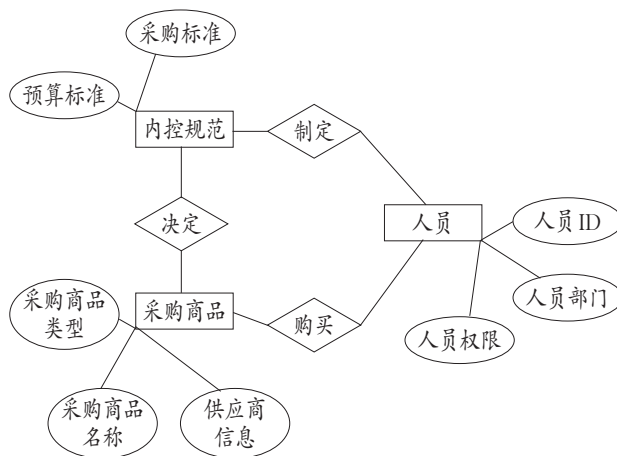 采购标准
预算标准
内控规范
制定
决定
人员
人员ID
人员部门
人员权限
采购商品
类型
采购商品
购买
采购商品
名称
供应商
信息